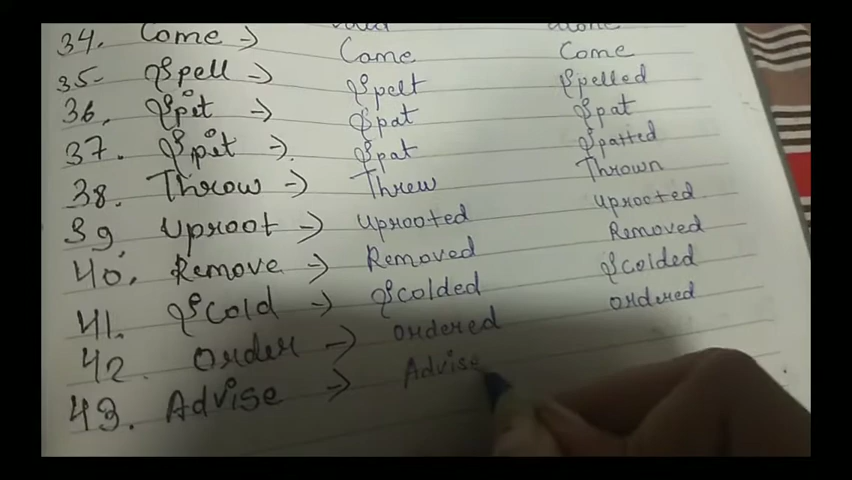 34. Come → Came Come
35- Spell → Spelt Spelled
36. Spit → Spat Spat
37. Spit → Spat Spatted
38. Throw → Threw Thrown
39 Uproot → Uprooted Uprooted
40. Remove → Removed Removed
41. Scold → Scolded Scolded
42. Order → Ordered Ordered
43. Advise → Advise